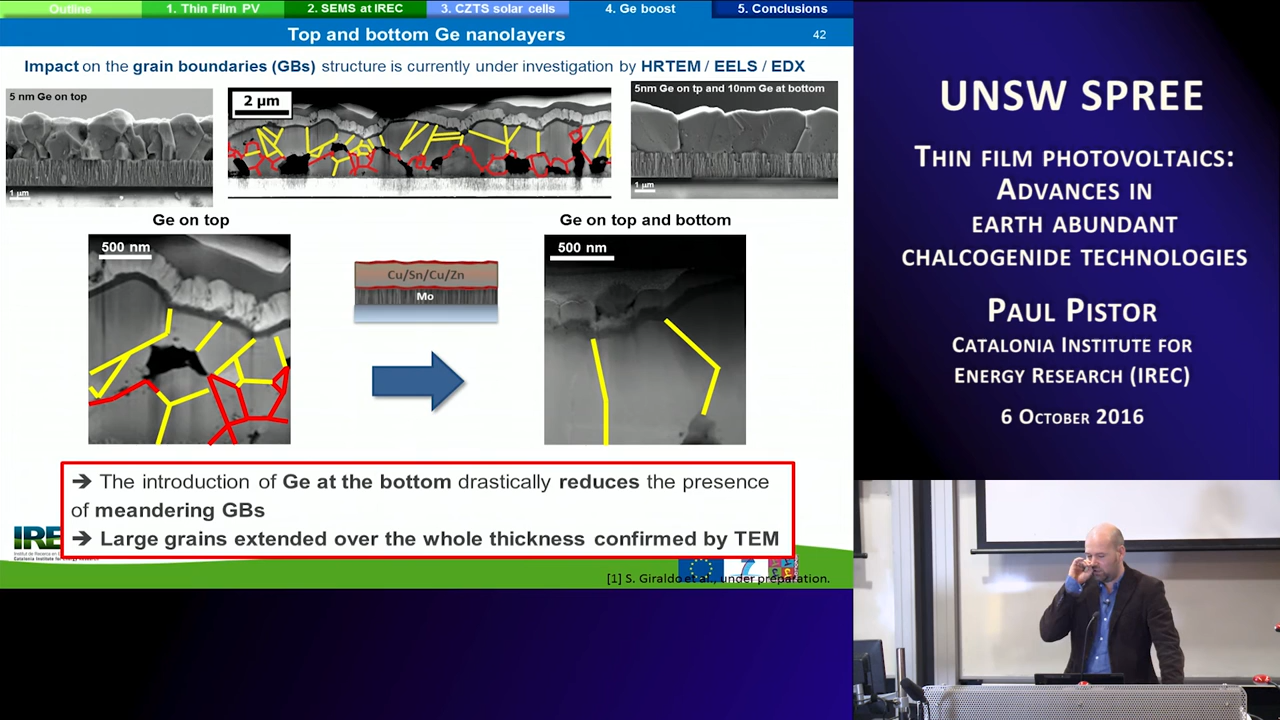 Outline
1. Thin Film PV
2. SEMS at IREC
3. CZTS solar cells
4. Ge boost
5. Conclusions
Top and bottom Ge nanolayers
42
Impact on the grain boundaries (GBs) structure is currently under investigation by HRTEM / EELS / EDX
5 nm Ge on top
1 µm
2 µm
5nm Ge on tp and 10nm Ge at bottom
1 µm
Ge on top
Ge on top and bottom
500 nm
Cu/Sn/Cu/Zn
Mo
500 nm
➔ The introduction of Ge at the bottom drastically reduces the presence
of meandering GBs
➔ Large grains extended over the whole thickness confirmed by TEM
IRE
7
[1] S. Giraldo et al., under preparation.
UNSW SPREE
Thin film photovoltaics:
Advances in
earth abundant
chalcogenide technologies
Paul Pistor
Catalonia Institute for
Energy Research (IREC)
6 October 2016